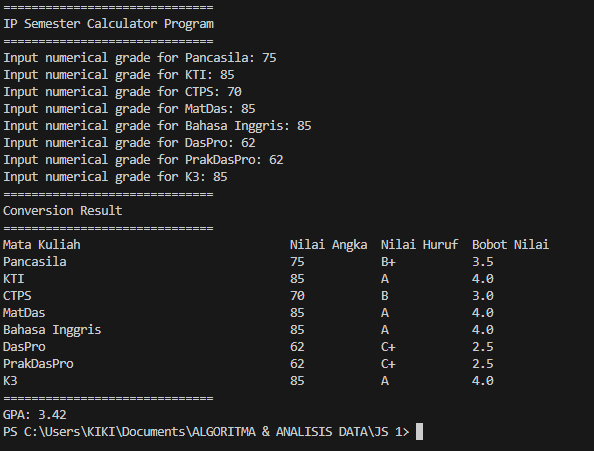 ==============================
IP Semester Calculator Program
==============================
Input numerical grade for Pancasila: 75
Input numerical grade for KTI: 85
Input numerical grade for CTPS: 70
Input numerical grade for MatDas: 85
Input numerical grade for Bahasa Inggris: 85
Input numerical grade for DasPro: 62
Input numerical grade for PrakDasPro: 62
Input numerical grade for K3: 85
==============================
Conversion Result
==============================
Mata Kuliah                              Nilai Angka  Nilai Huruf  Bobot Nilai
Pancasila                                75           B+           3.5
KTI                                      85           A            4.0
CTPS                                     70           B            3.0
MatDas                                   85           A            4.0
Bahasa Inggris                           85           A            4.0
DasPro                                   62           C+           2.5
PrakDasPro                               62           C+           2.5
K3                                       85           A            4.0
==============================
GPA: 3.42
PS C:\Users\KIKI\Documents\ALGORITMA & ANALISIS DATA\JS 1>